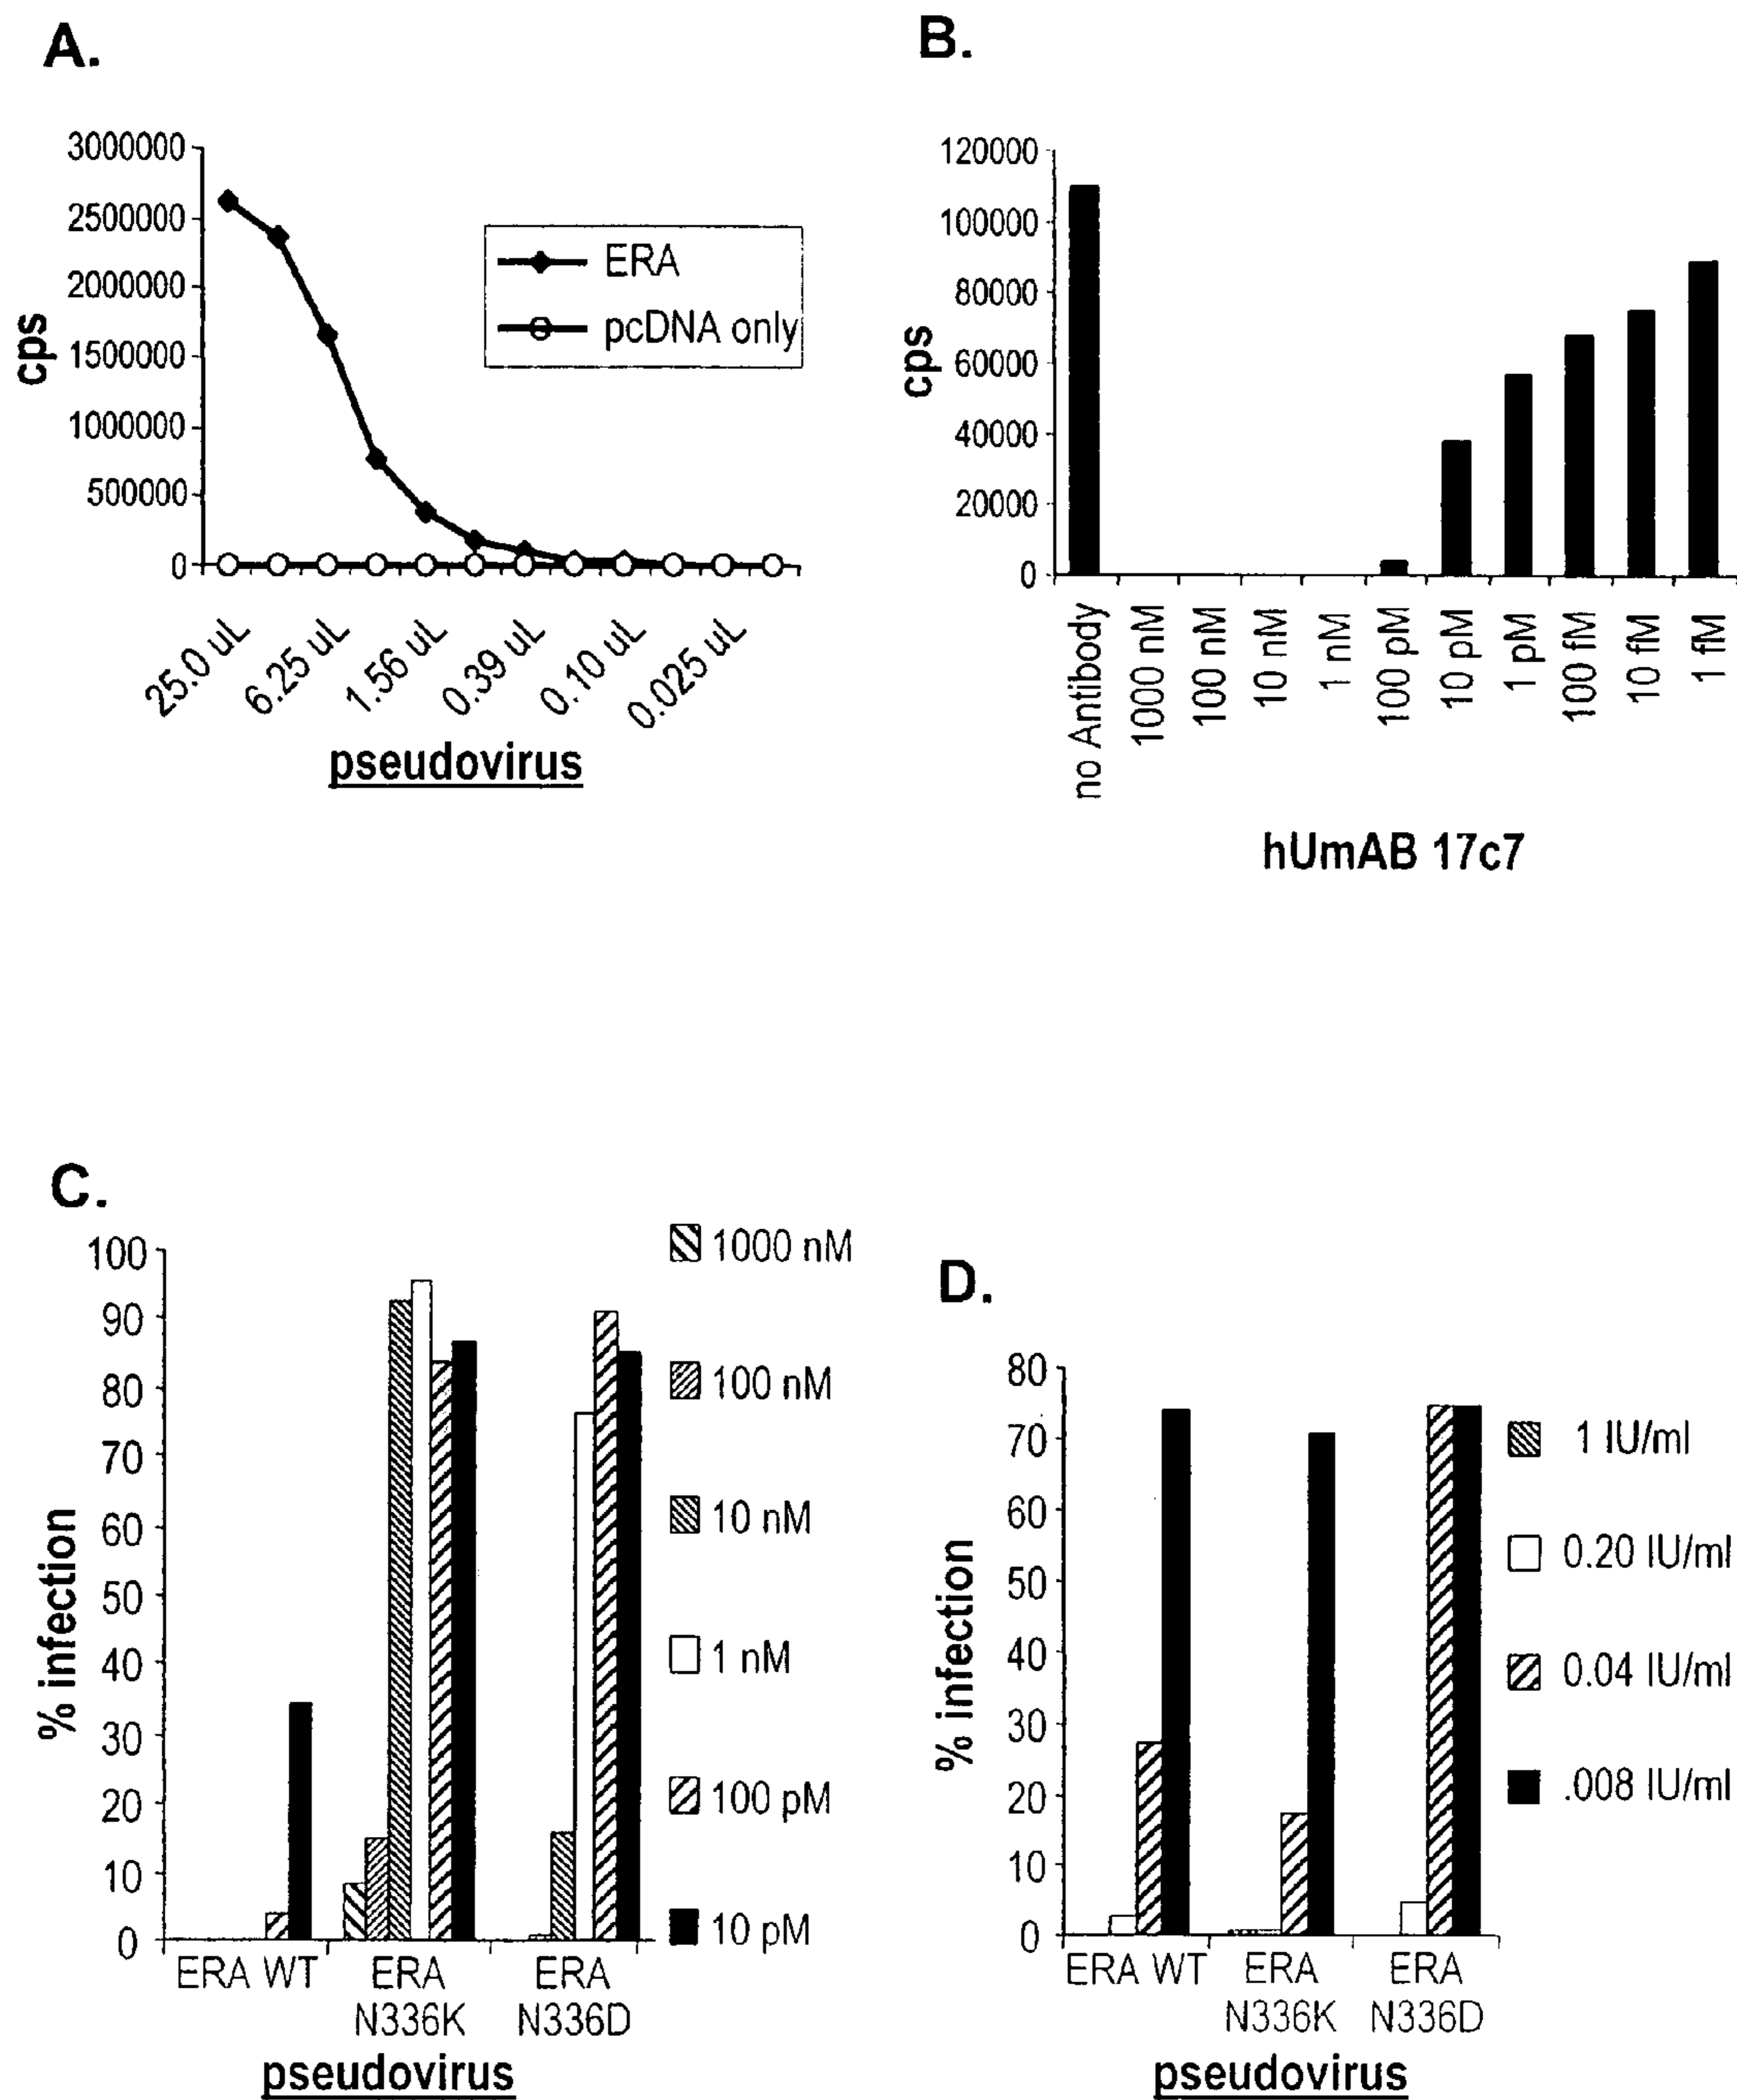 A.
cps
3000000
2500000
2000000
1500000
1000000
500000
0
ERA
pcDNA only
25.0 uL
6.25 uL
1.56 uL
0.39 uL
0.10 uL
0.025 uL
pseudovirus
B.
cps
120000
100000
80000
60000
40000
20000
0
no Antibody
1000 nM
100 nM
10 nM
1 nM
100 pM
10 pM
1 pM
100 fM
10 fM
1 fM
hUmAB 17c7
C.
% infection
100
90
80
70
60
50
40
30
20
10
0
ERA WT
ERA
N336K
ERA
N336D
pseudovirus
1000 nM
100 nM
10 nM
1 nM
100 pM
10 pM
D.
% infection
80
70
60
50
40
30
20
10
0
ERA WT
ERA
N336K
ERA
N336D
pseudovirus
1 IU/ml
0.20 IU/ml
0.04 IU/ml
.008 IU/ml